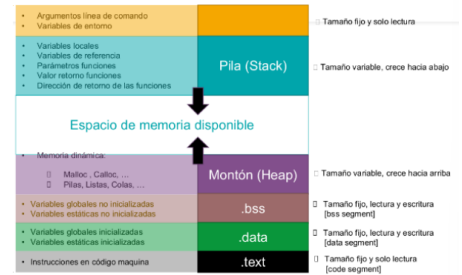 • Argumentos línea de comando
• Variables de entorno
▯ Tamaño fijo y solo lectura
• Variables locales
• Variables de referencia
• Parámetros funciones
• Valor retorno funciones
• Dirección de retorno de las funciones
Pila (Stack)
▯ Tamaño variable, crece hacia abajo
Espacio de memoria disponible
• Memoria dinámica:
▯ Malloc , Calloc, ...
▯ Pilas, Listas, Colas, ...
Montón (Heap)
▯ Tamaño variable, crece hacia arriba
• Variables globales no inicializadas
• Variables estáticas no inicializadas
.bss
▯ Tamaño fijo, lectura y escritura
[bss segment]
• Variables globales inicializadas
• Variables estáticas inicializadas
.data
▯ Tamaño fijo, lectura y escritura
[data segment]
• Instrucciones en código maquina
.text
▯ Tamaño fijo y solo lectura
[code segment]